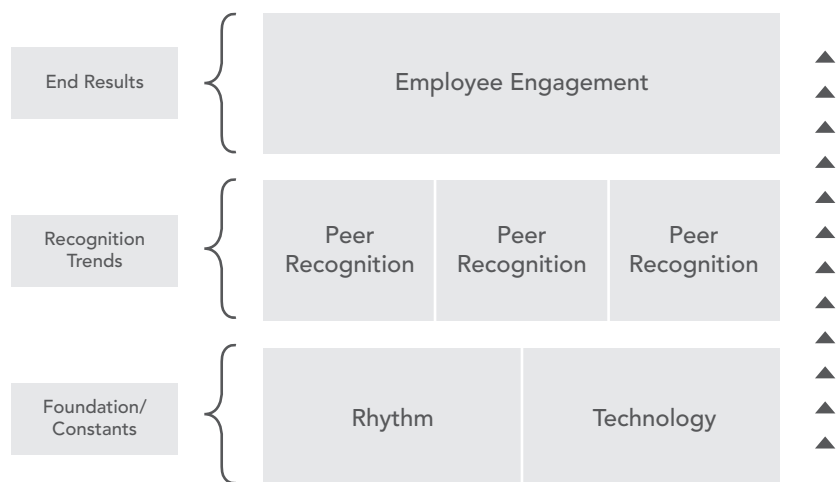 End Results
Employee Engagement
Recognition
Trends
Peer
Recognition
Peer
Recognition
Peer
Recognition
Foundation/
Constants
Rhythm
Technology